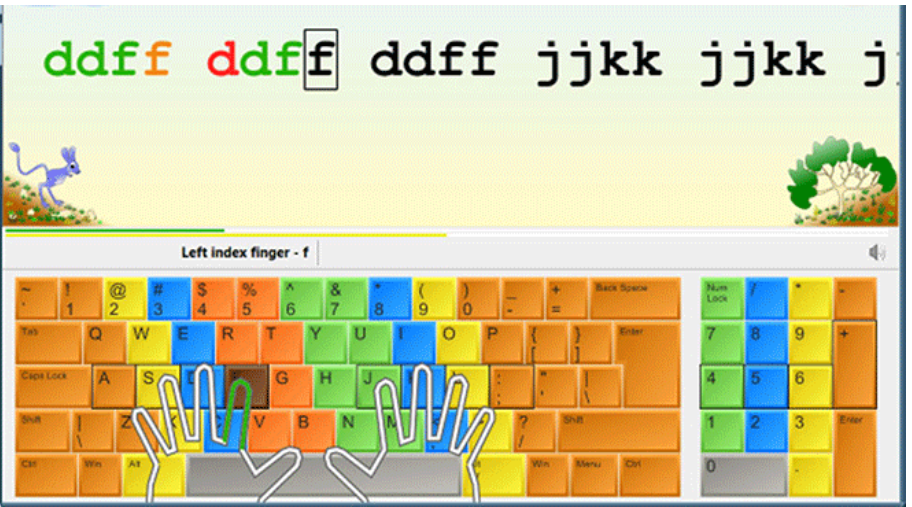 ddff ddff ddff jjkk jjkk j
Left index finger - f
~ ! @ # $ % ^ & * ( ) _ + Back Space
` 1 2 3 4 5 6 7 8 9 0 - =
Tab Q W E R T Y U I O P { } Enter
[ ]
Caps Lock A S D G H J : " |
; ' \
Shift | Z C V B N M ? Shift
\ /
Ctrl Win Alt Win Menu Ctrl
Num Lock / * -
7 8 9 +
4 5 6
1 2 3 Enter
0 .